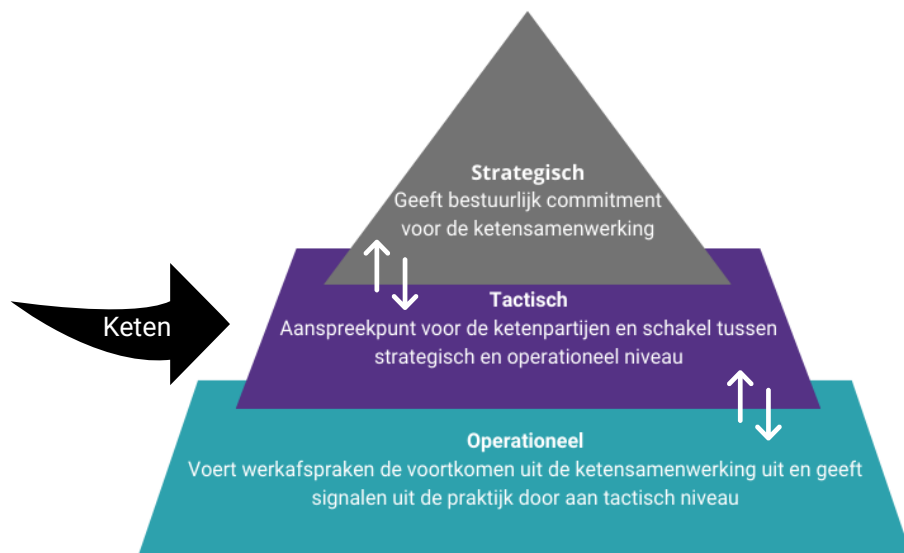 Strategisch
Geeft bestuurlijk commitment
voor de ketensamenwerking
Tactisch
Keten
Aanspreekpunt voor de ketenpartijen en schakel tussen
strategisch en operationeel niveau
Operationeel
Voert werkafspraken de voortkomen uit de ketensamenwerking uit en geeft
signalen uit de praktijk door aan tactisch niveau